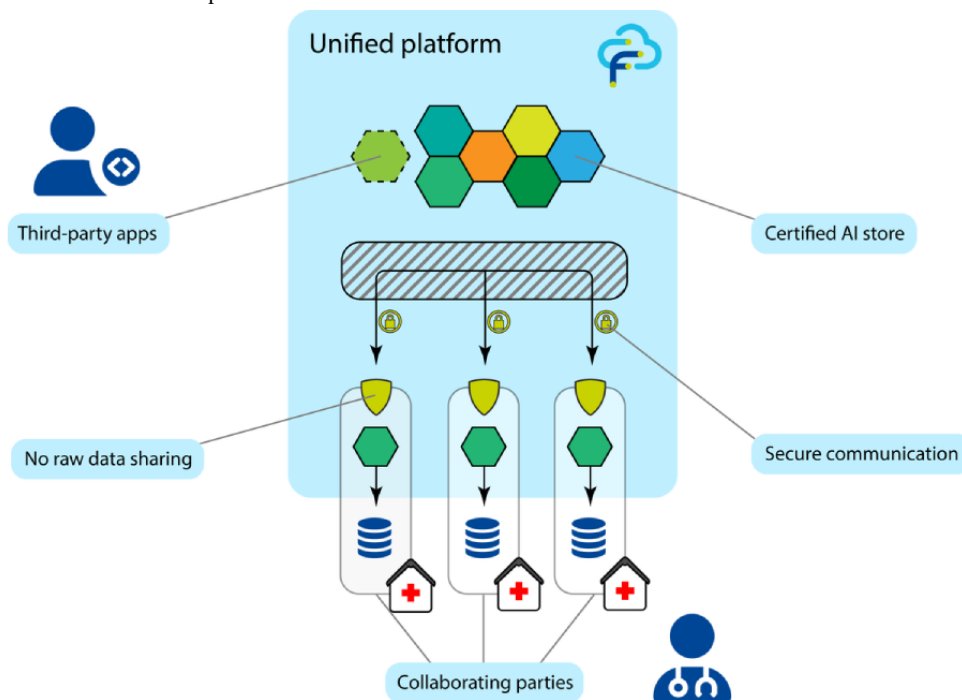 Unified platform
Third-party apps
Certified AI store
No raw data sharing
Secure communication
Collaborating parties